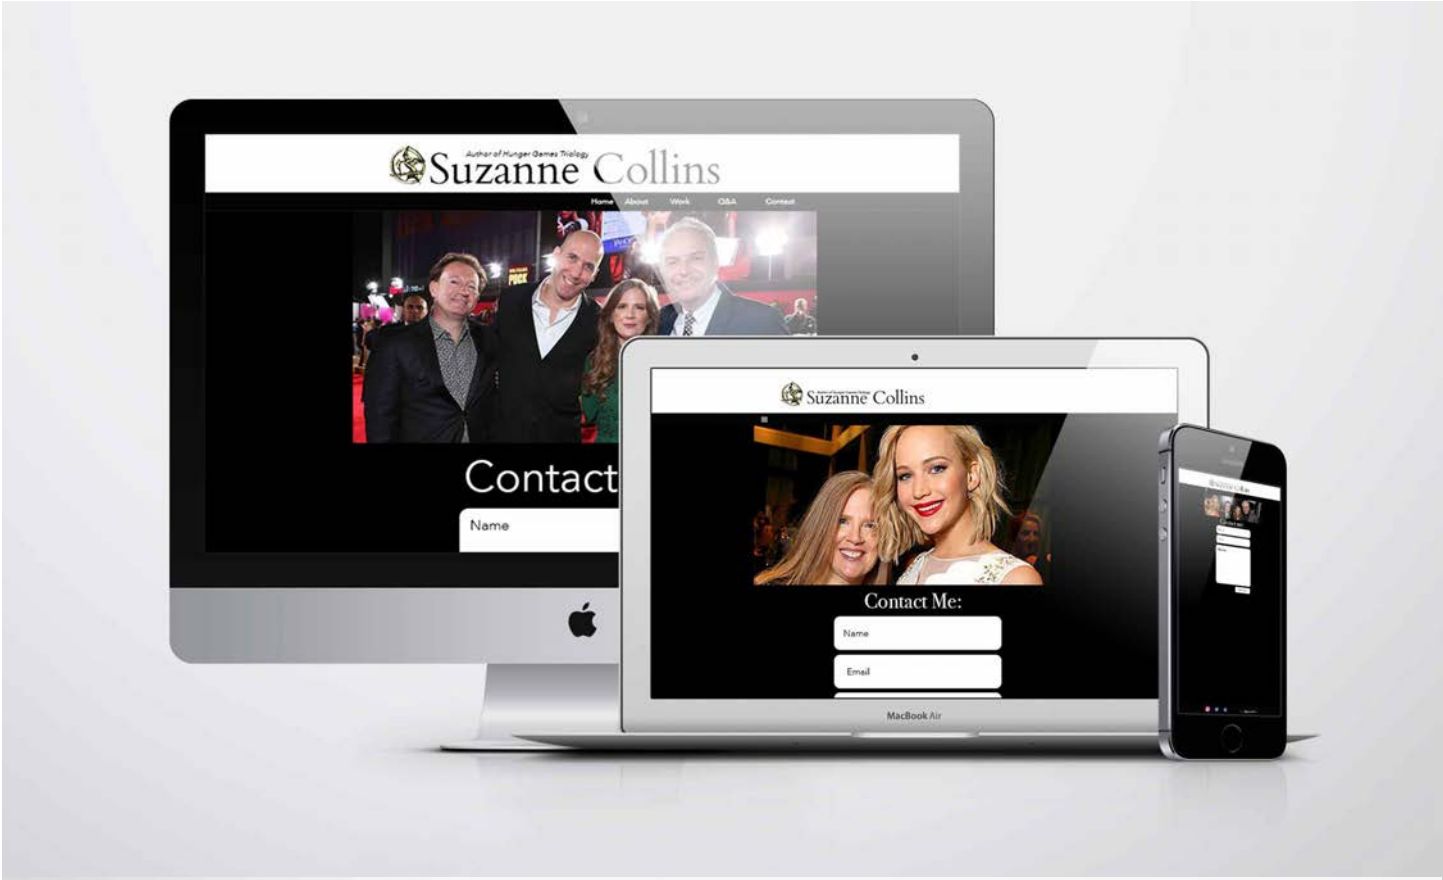 Author of Hunger Games Triology
Suzanne Collins
Home About Work Q&A Contact
Contact
Name
Suzanne Collins
Contact Me:
Name
Email
MacBook Air